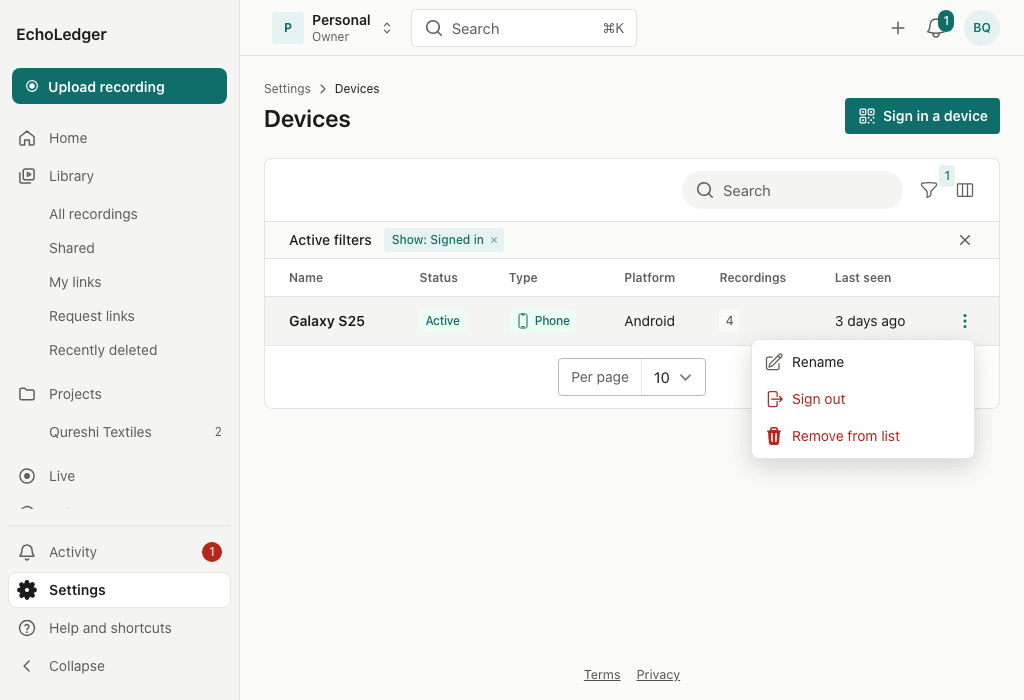 EchoLedger
Upload recording
Home
Library
All recordings
Shared
My links
Request links
Recently deleted
Projects
Qureshi Textiles 2
Live
Activity 1
Settings
Help and shortcuts
Collapse
P Personal
Owner
Search ⌘K
1
BQ
Settings > Devices
Devices
Sign in a device
Search
1
Active filters Show: Signed in ×
Name Status Type Platform Recordings Last seen
Galaxy S25 Active Phone Android 4 3 days ago
Per page 10
Rename
Sign out
Remove from list
Terms Privacy